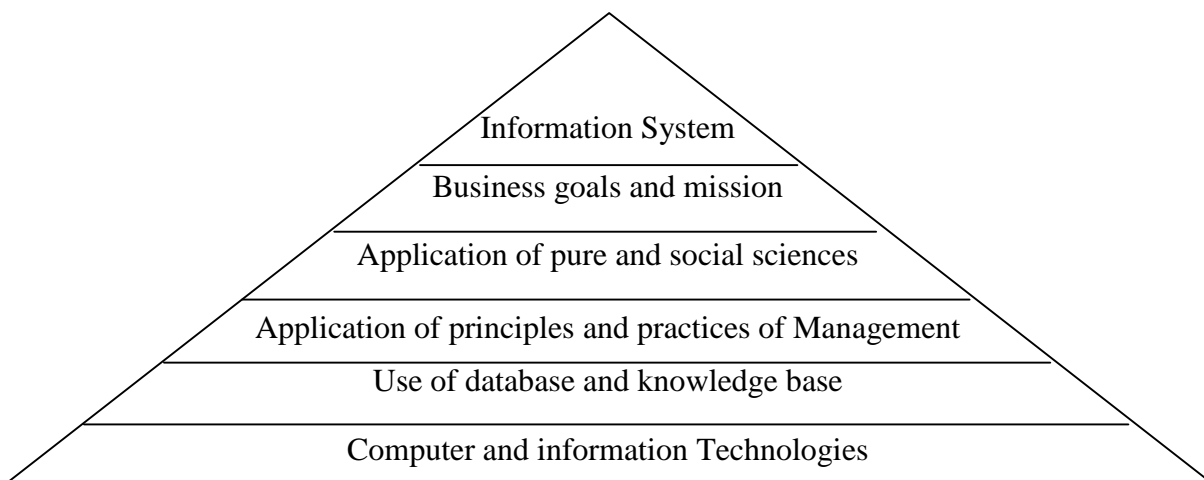 Information System
Business goals and mission
Application of pure and social sciences
Application of principles and practices of Management
Use of database and knowledge base
Computer and information Technologies